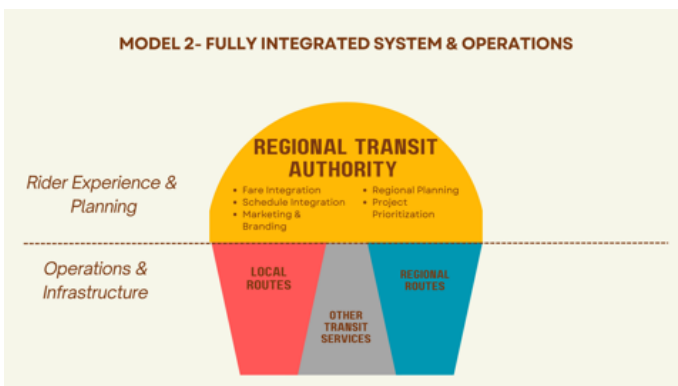 MODEL 2- FULLY INTEGRATED SYSTEM & OPERATIONS
REGIONAL TRANSIT
AUTHORITY
Rider Experience &
Planning
• Fare Integration
• Schedule Integration
• Marketing &
Branding
• Regional Planning
• Project
Prioritization
Operations &
Infrastructure
LOCAL
ROUTES
OTHER
TRANSIT
SERVICES
REGIONAL
ROUTES